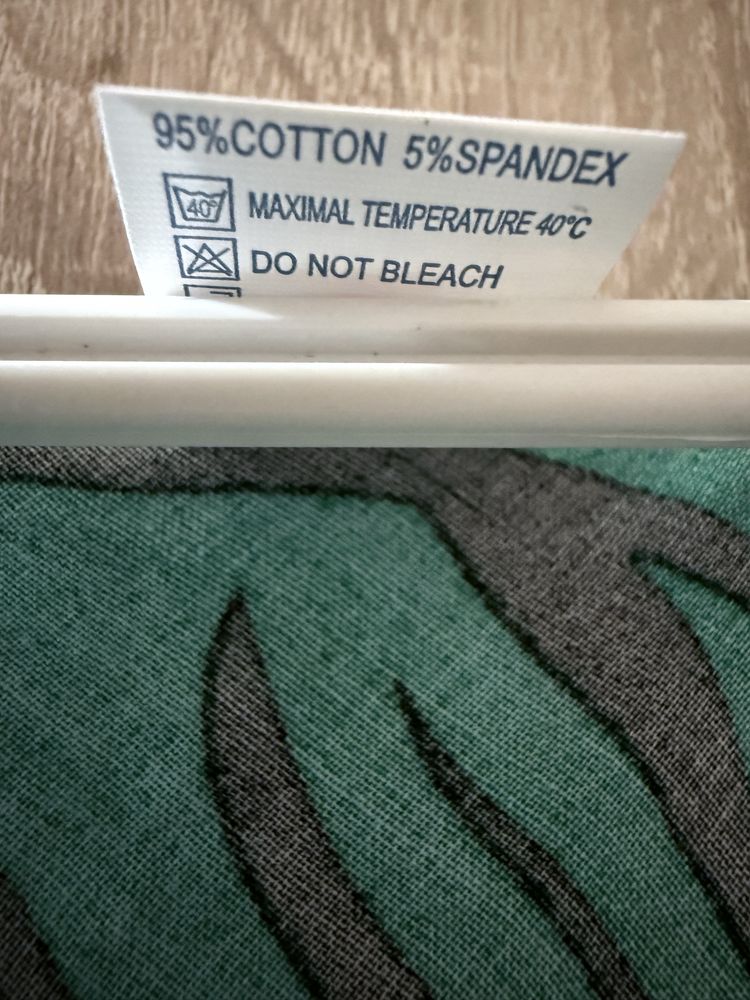 95%COTTON 5%SPANDEX
40° MAXIMAL TEMPERATURE 40°C
DO NOT BLEACH